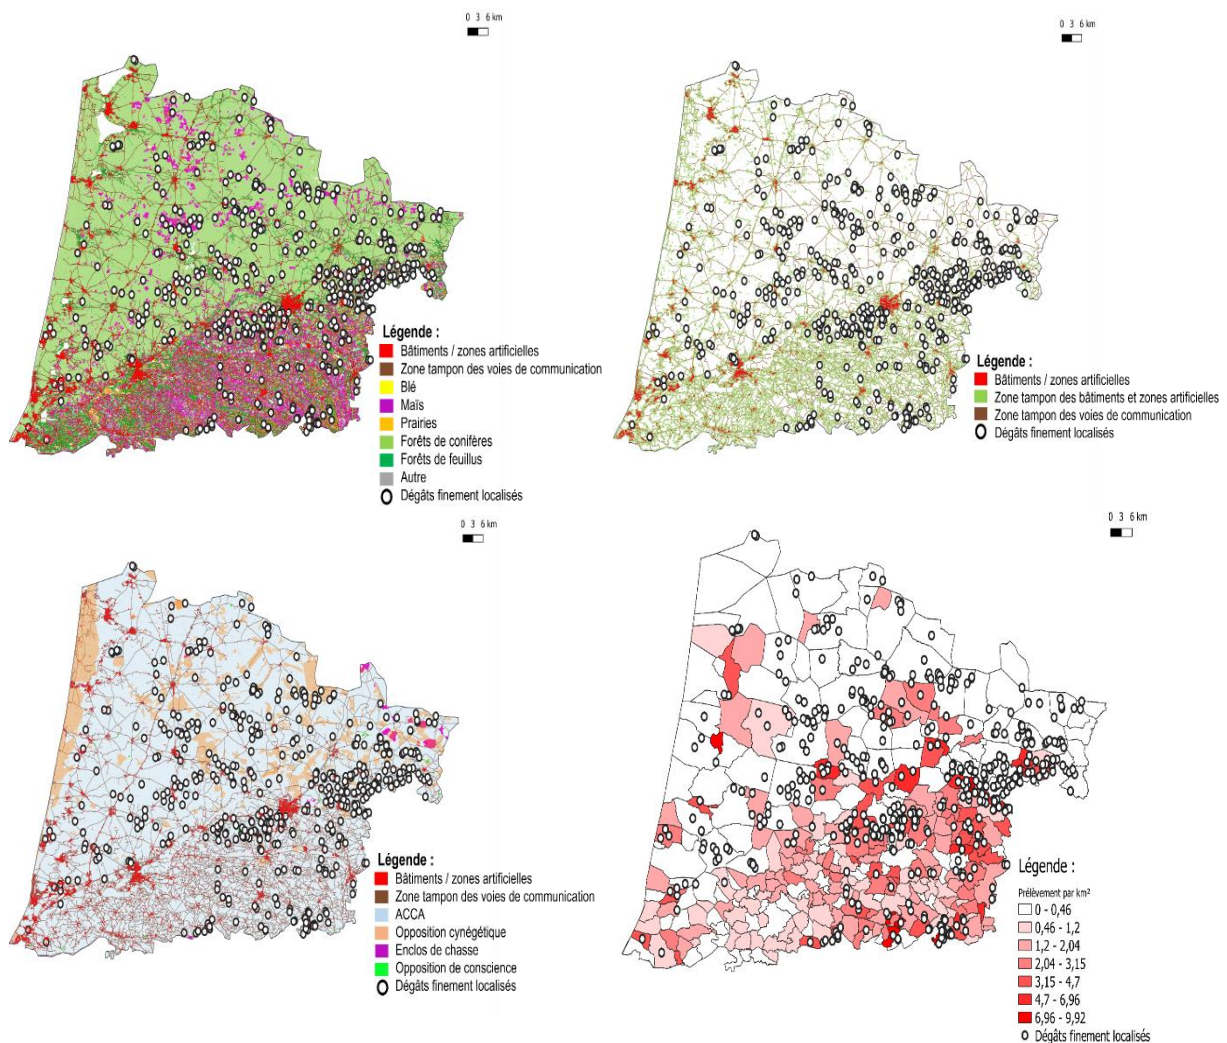 0 3 6 km
Légende :
Bâtiments / zones artificielles
Zone tampon des voies de communication
Blé
Maïs
Prairies
Forêts de conifères
Forêts de feuillus
Autre
Dégâts finement localisés
0 3 6 km
Légende :
Bâtiments / zones artificielles
Zone tampon des bâtiments et zones artificielles
Zone tampon des voies de communication
Dégâts finement localisés
0 3 6 km
Légende :
Bâtiments / zones artificielles
Zone tampon des voies de communication
ACCA
Opposition cynégétique
Enclos de chasse
Opposition de conscience
Dégâts finement localisés
0 3 6 km
Légende :
Prélèvement par km²
0 - 0,46
0,46 - 1,2
1,2 - 2,04
2,04 - 3,15
3,15 - 4,7
4,7 - 6,96
6,96 - 9,92
Dégâts finement localisés